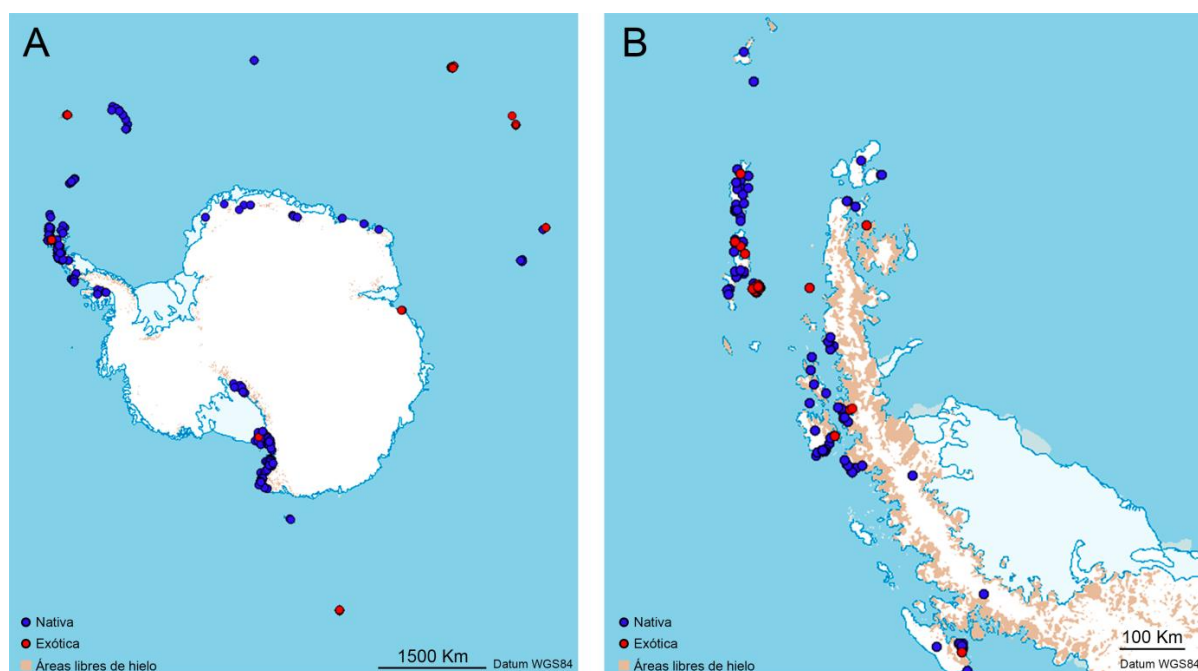 A
Nativa
Exótica
Áreas libres de hielo
1500 Km
Datum WGS84
B
Nativa
Exótica
Áreas libres de hielo
100 Km
Datum WGS84